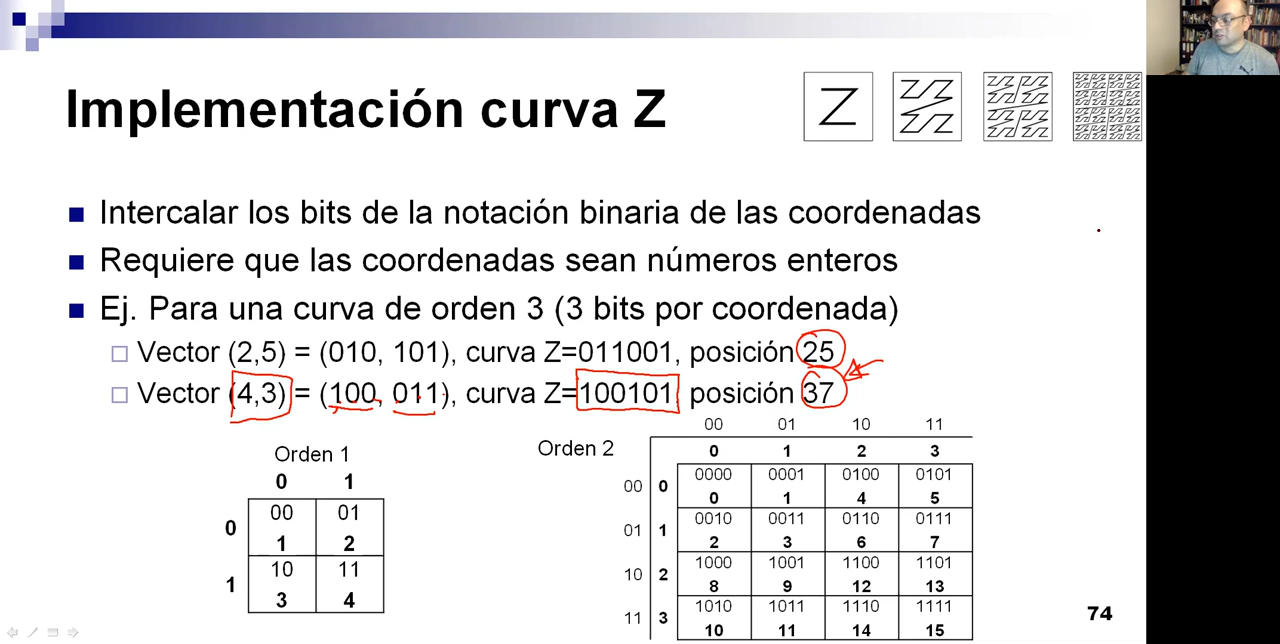 Implementación curva Z
Intercalar los bits de la notación binaria de las coordenadas
Requiere que las coordenadas sean números enteros
Ej. Para una curva de orden 3 (3 bits por coordenada)
Vector (2,5) = (010, 101), curva Z=011001, posición 25
Vector (4,3) = (100, 011), curva Z=100101 posición 37
Orden 1
0 1
0 00 01
1 2
1 10 11
3 4
Orden 2
00 01 10 11
0 1 2 3
00 0 0000 0001 0100 0101
0 1 4 5
01 1 0010 0011 0110 0111
2 3 6 7
10 2 1000 1001 1100 1101
8 9 12 13
11 3 1010 1011 1110 1111
10 11 14 15
74